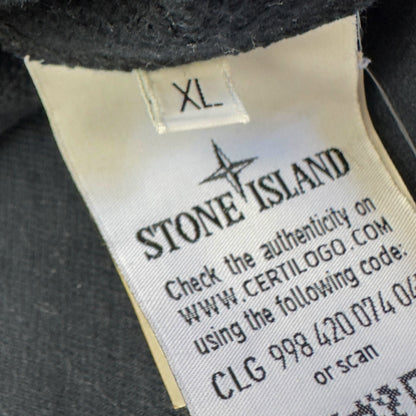 XL
STONE ISLAND
Check the authenticity on
WWW.CERTILOGO.COM
using the following code:
CLG 998 420 074 04
or scan